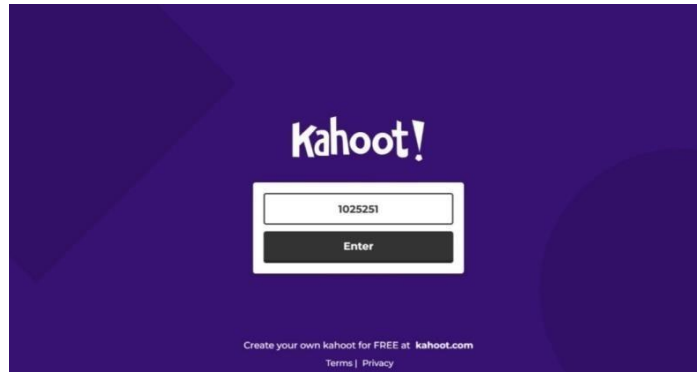 Kahoot!
1025251
Enter
Create your own kahoot for FREE at kahoot.com
Terms | Privacy